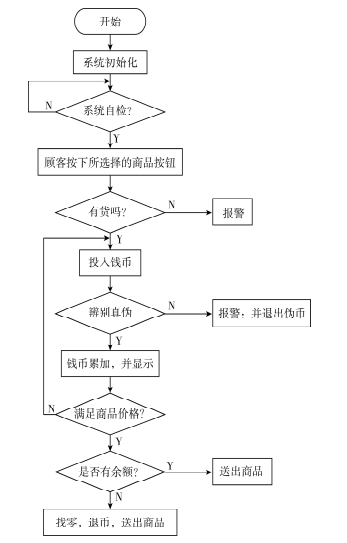 开始
系统初始化
系统自检?
N
Y
顾客按下所选择的商品按钮
有货吗?
N
报警
Y
投入钱币
辨别真伪
N
报警,并退出伪币
Y
钱币累加,并显示
满足商品价格?
N
Y
是否有余额?
Y
送出商品
N
找零,退币,送出商品